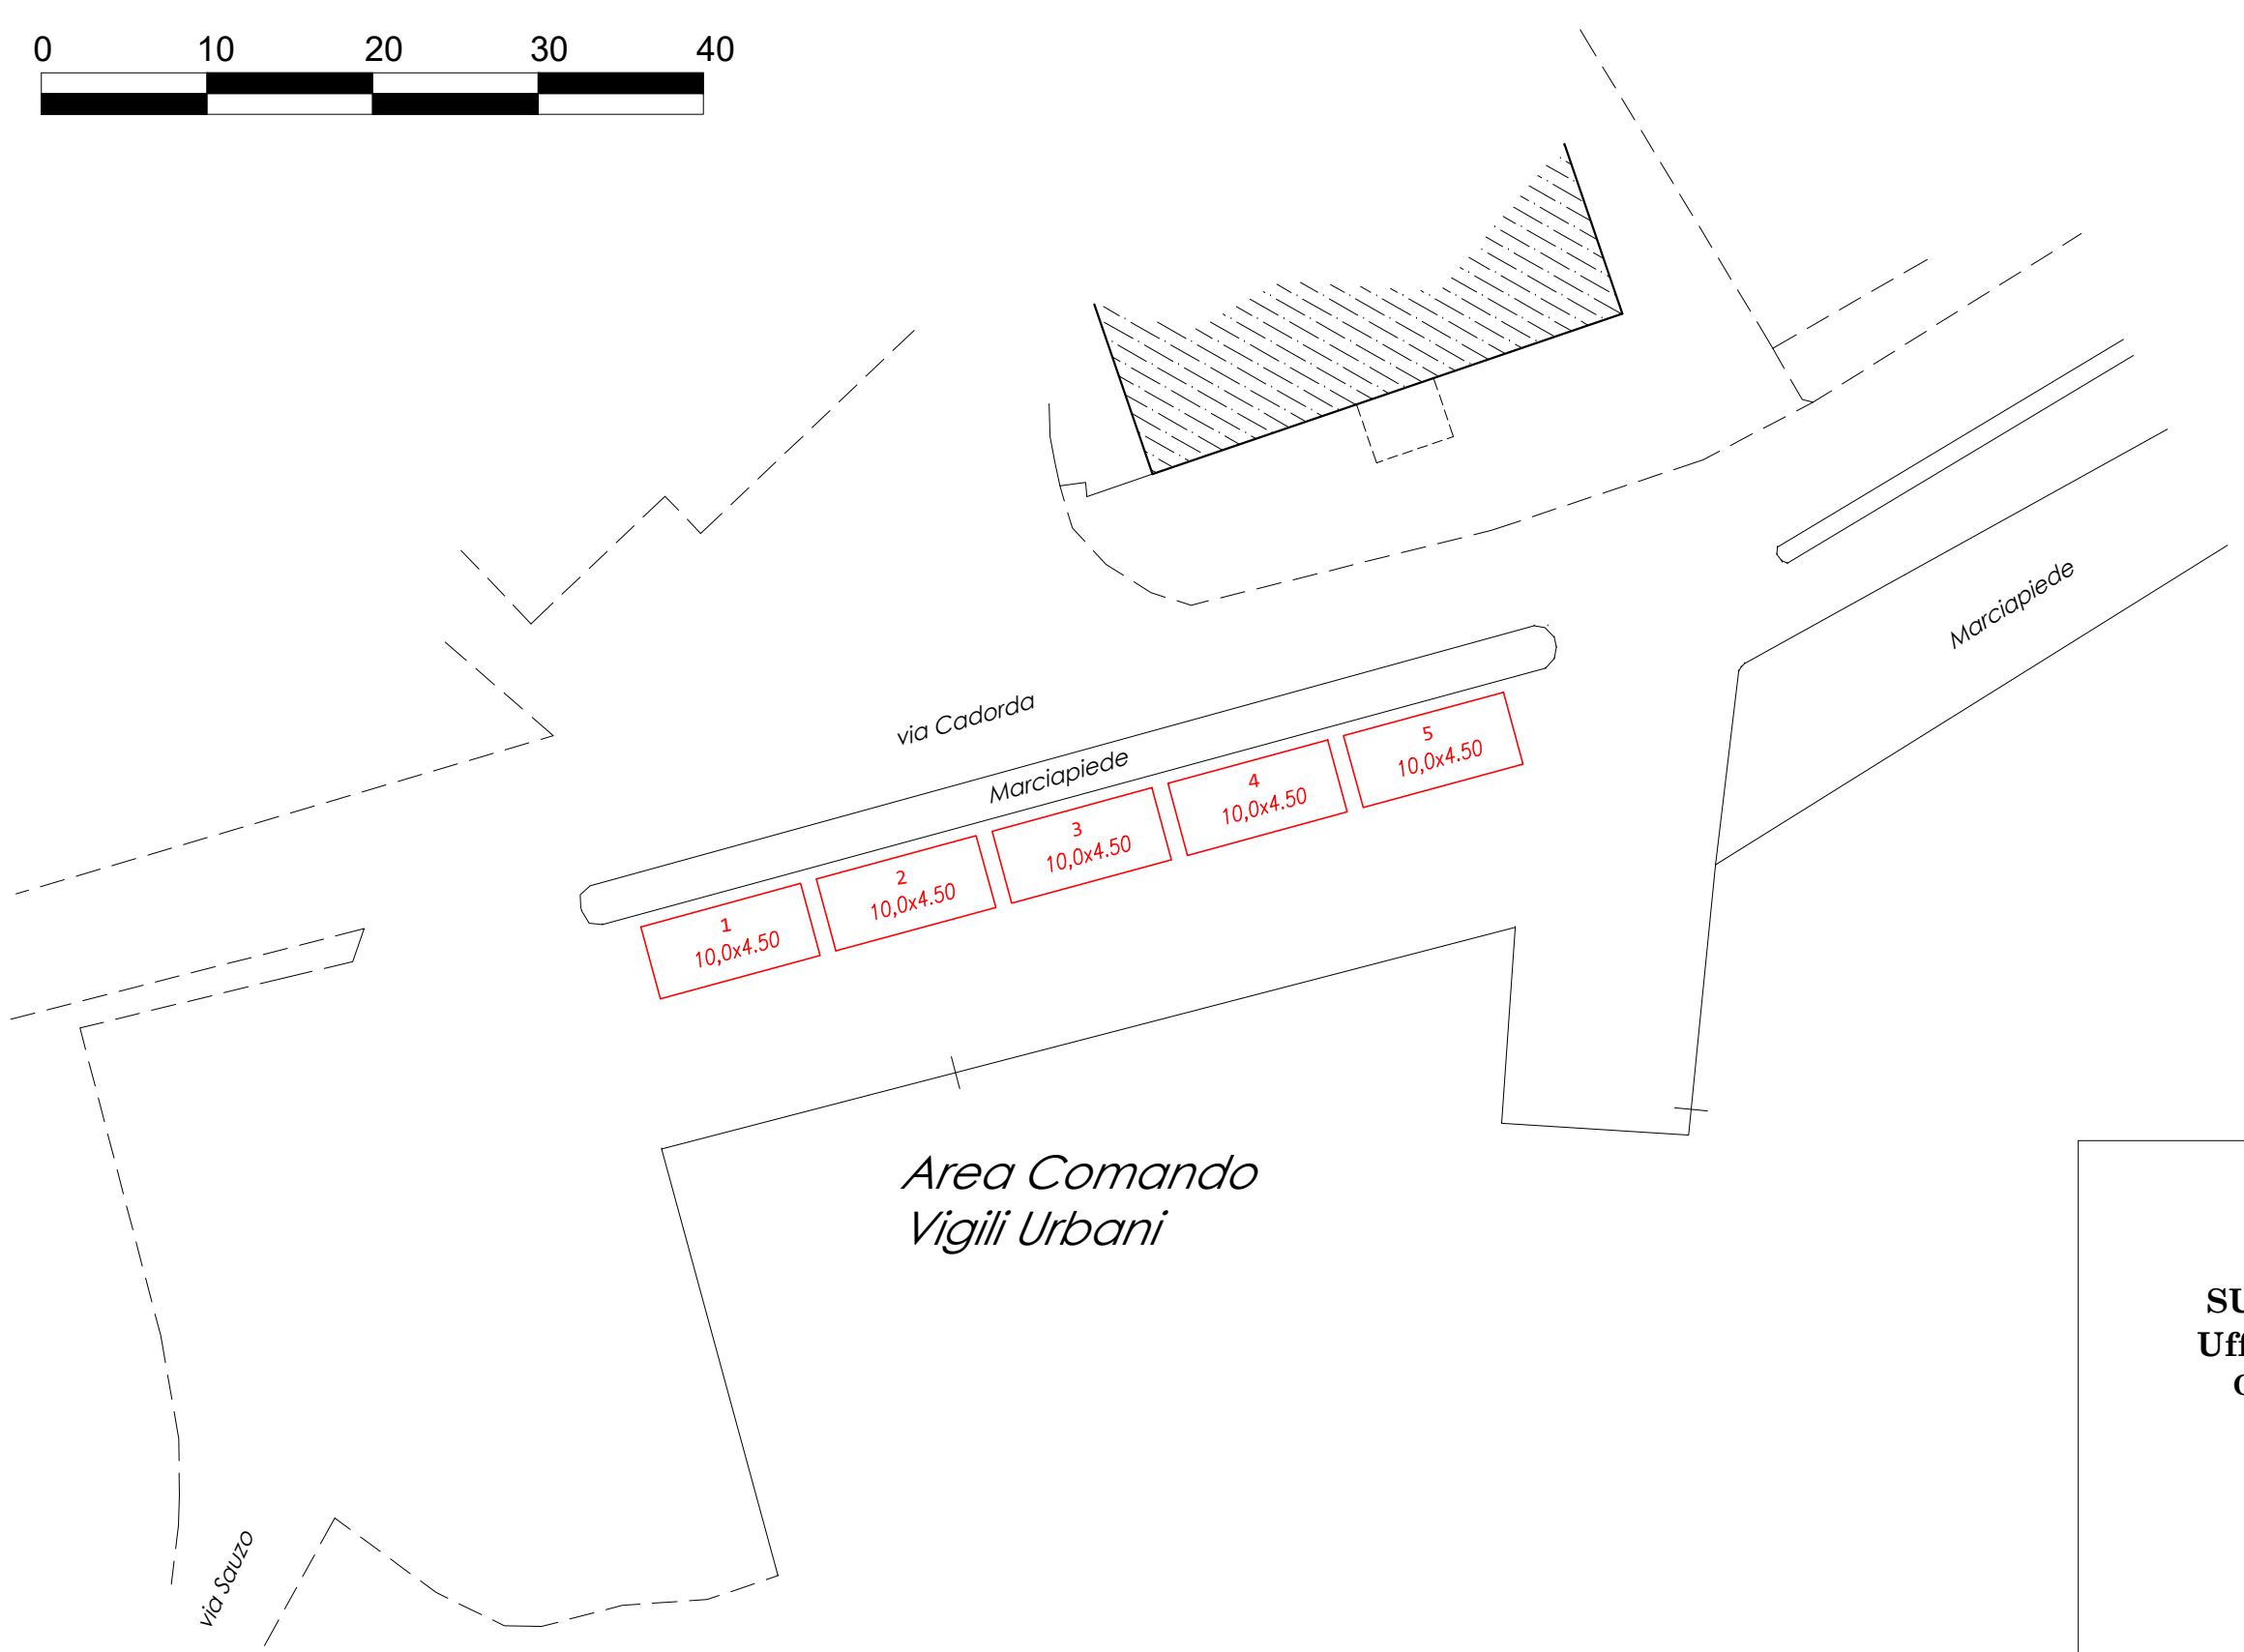 0 10 20 30 40
via Cadorda
Marciapiede
Marciapiede
1
10,0x4.50
2
10,0x4.50
3
10,0x4.50
4
10,0x4.50
5
10,0x4.50
Area Comando
Vigili Urbani
via Sauzo